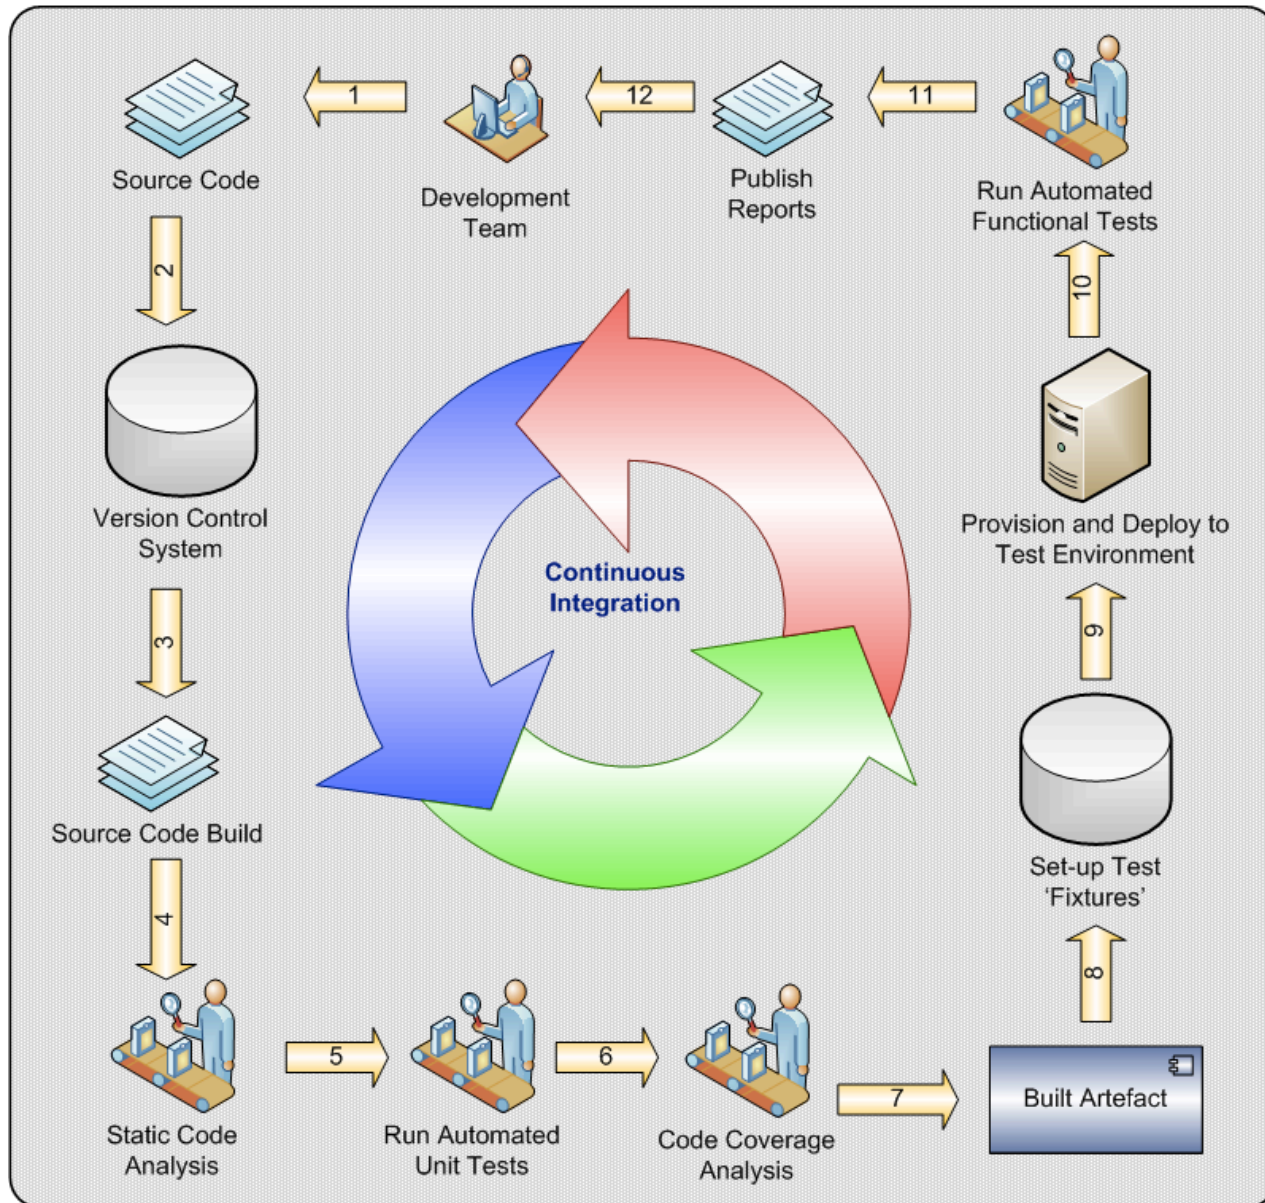 1
12
11
Source Code
Development
Team
Publish
Reports
Run Automated
Functional Tests
2
10
Version Control
System
Provision and Deploy to
Test Environment
Continuous
Integration
3
9
Source Code Build
Set-up Test
‘Fixtures’
4
8
5
6
7
Built Artefact
Static Code
Analysis
Run Automated
Unit Tests
Code Coverage
Analysis